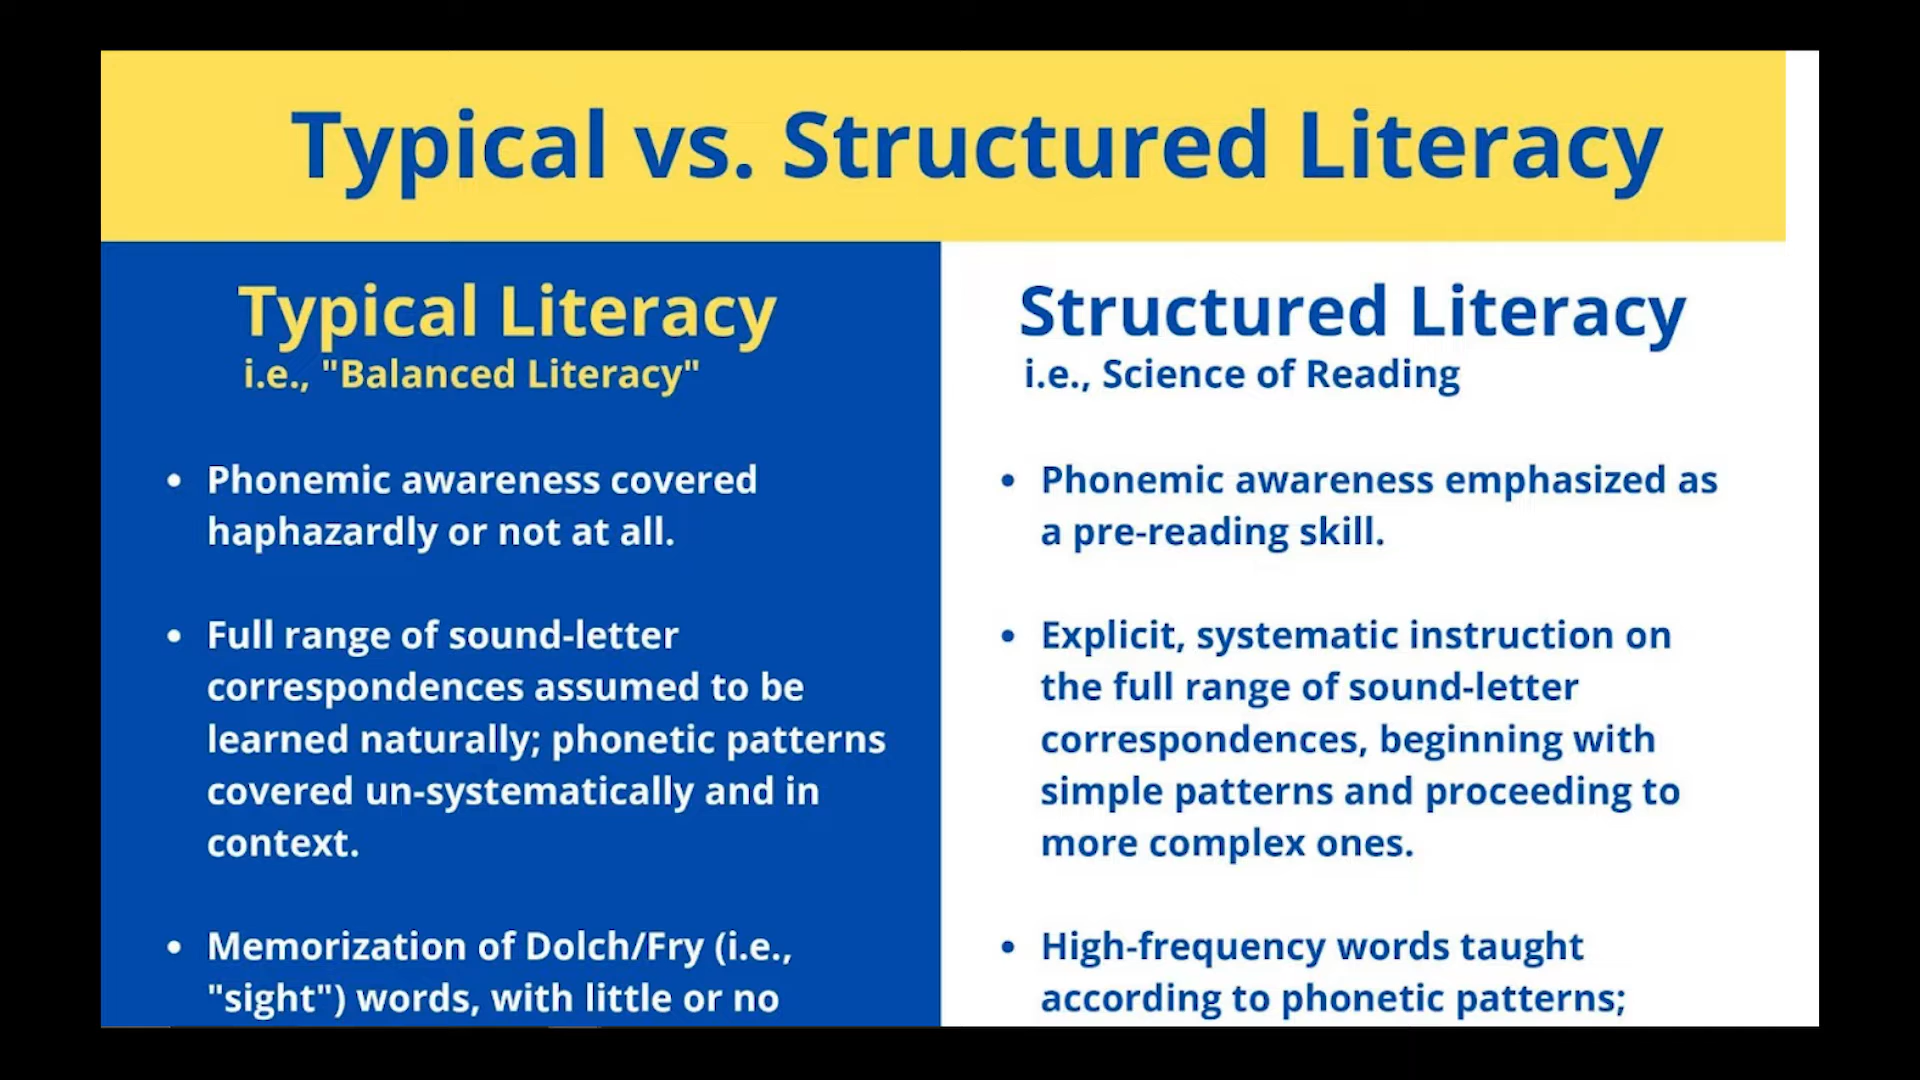 Typical vs. Structured Literacy
Typical Literacy
i.e., "Balanced Literacy"
• Phonemic awareness covered
haphazardly or not at all.
• Full range of sound-letter
correspondences assumed to be
learned naturally; phonetic patterns
covered un-systematically and in
context.
• Memorization of Dolch/Fry (i.e.,
"sight") words, with little or no
Structured Literacy
i.e., Science of Reading
• Phonemic awareness emphasized as
a pre-reading skill.
• Explicit, systematic instruction on
the full range of sound-letter
correspondences, beginning with
simple patterns and proceeding to
more complex ones.
• High-frequency words taught
according to phonetic patterns;